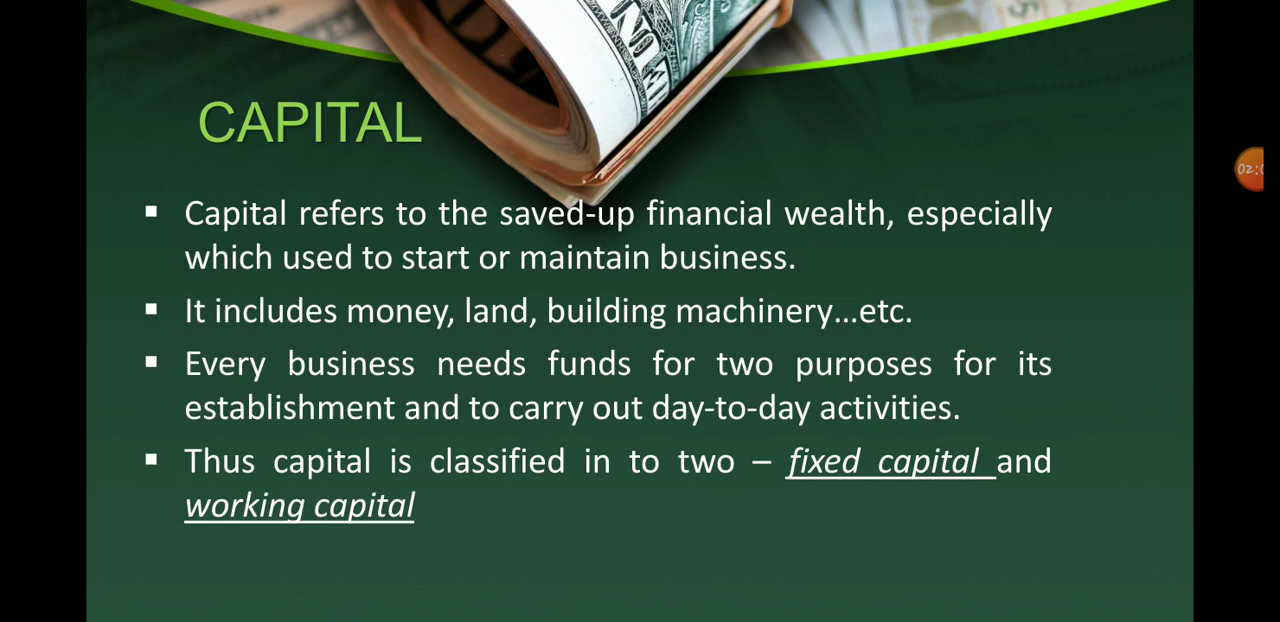 CAPITAL
▪ Capital refers to the saved-up financial wealth, especially
which used to start or maintain business.
▪ It includes money, land, building machinery...etc.
▪ Every business needs funds for two purposes for its
establishment and to carry out day-to-day activities.
▪ Thus capital is classified in to two – fixed capital and
working capital